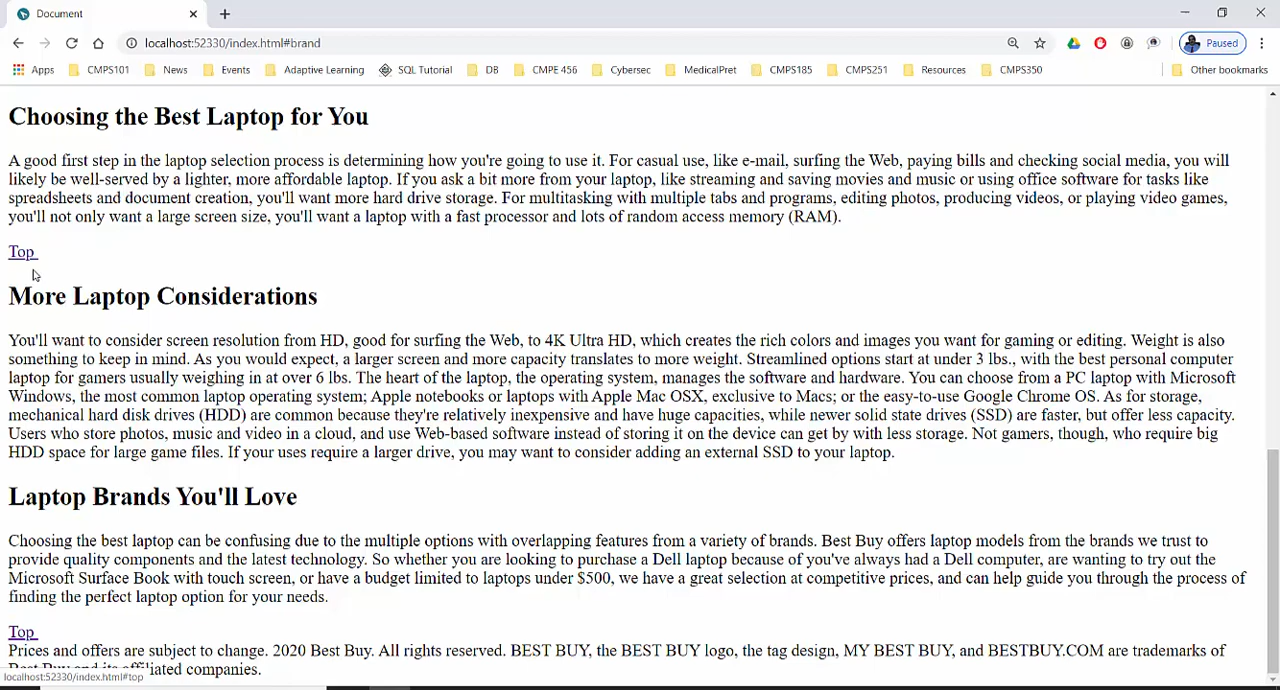 Document
localhost:52330/index.html#brand
Paused
Apps CMPS101 News Events Adaptive Learning SQL Tutorial DB CMPE 456 Cybersec MedicalPret CMPS185 CMPS251 Resources CMPS350 Other bookmarks
Choosing the Best Laptop for You
A good first step in the laptop selection process is determining how you're going to use it. For casual use, like e-mail, surfing the Web, paying bills and checking social media, you will
likely be well-served by a lighter, more affordable laptop. If you ask a bit more from your laptop, like streaming and saving movies and music or using office software for tasks like
spreadsheets and document creation, you'll want more hard drive storage. For multitasking with multiple tabs and programs, editing photos, producing videos, or playing video games,
you'll not only want a large screen size, you'll want a laptop with a fast processor and lots of random access memory (RAM).
Top
More Laptop Considerations
You'll want to consider screen resolution from HD, good for surfing the Web, to 4K Ultra HD, which creates the rich colors and images you want for gaming or editing. Weight is also
something to keep in mind. As you would expect, a larger screen and more capacity translates to more weight. Streamlined options start at under 3 lbs., with the best personal computer
laptop for gamers usually weighing in at over 6 lbs. The heart of the laptop, the operating system, manages the software and hardware. You can choose from a PC laptop with Microsoft
Windows, the most common laptop operating system; Apple notebooks or laptops with Apple Mac OSX, exclusive to Macs; or the easy-to-use Google Chrome OS. As for storage,
mechanical hard disk drives (HDD) are common because they're relatively inexpensive and have huge capacities, while newer solid state drives (SSD) are faster, but offer less capacity.
Users who store photos, music and video in a cloud, and use Web-based software instead of storing it on the device can get by with less storage. Not gamers, though, who require big
HDD space for large game files. If your uses require a larger drive, you may want to consider adding an external SSD to your laptop.
Laptop Brands You'll Love
Choosing the best laptop can be confusing due to the multiple options with overlapping features from a variety of brands. Best Buy offers laptop models from the brands we trust to
provide quality components and the latest technology. So whether you are looking to purchase a Dell laptop because of you've always had a Dell computer, are wanting to try out the
Microsoft Surface Book with touch screen, or have a budget limited to laptops under $500, we have a great selection at competitive prices, and can help guide you through the process of
finding the perfect laptop option for your needs.
Top
Prices and offers are subject to change. 2020 Best Buy. All rights reserved. BEST BUY, the BEST BUY logo, the tag design, MY BEST BUY, and BESTBUY.COM are trademarks of
Best Buy and its affiliated companies.
localhost:52330/index.html#top